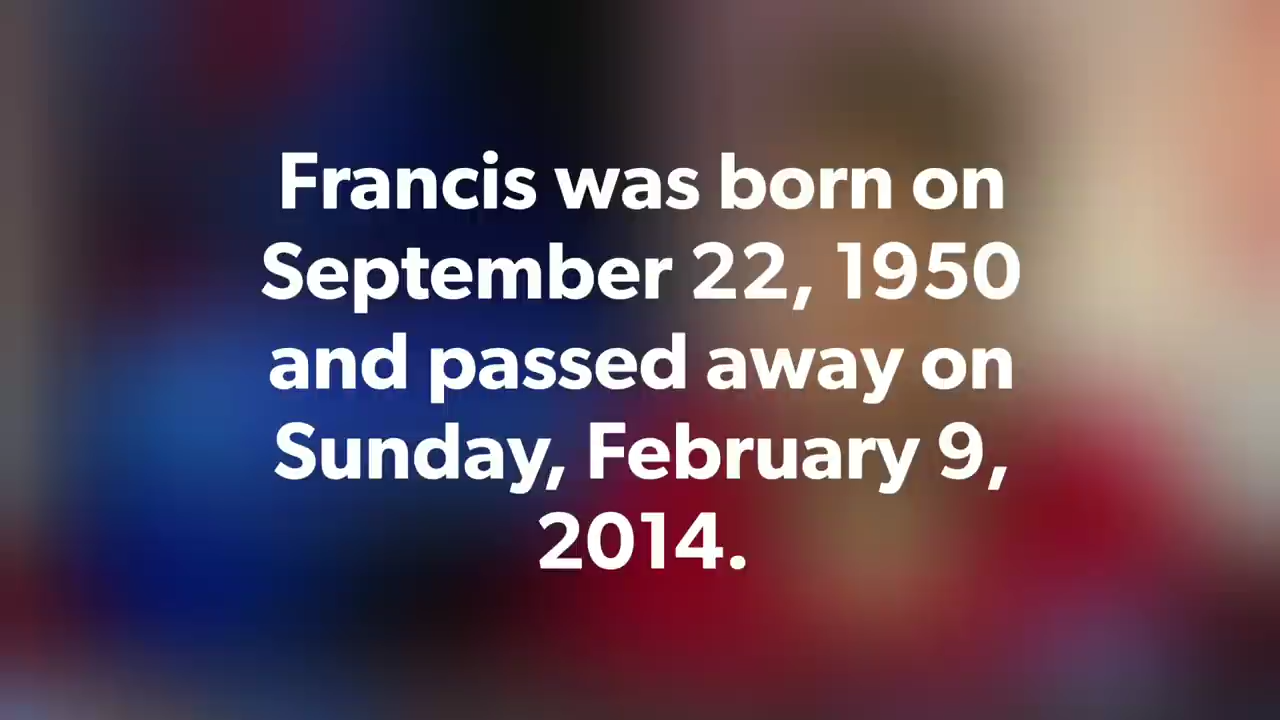 Francis was born on
September 22, 1950
and passed away on
Sunday, February 9,
2014.